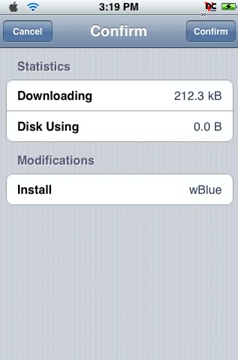 3:19 PM
Cancel Confirm Confirm
Statistics
Downloading 212.3 kB
Disk Using 0.0 B
Modifications
Install wBlue